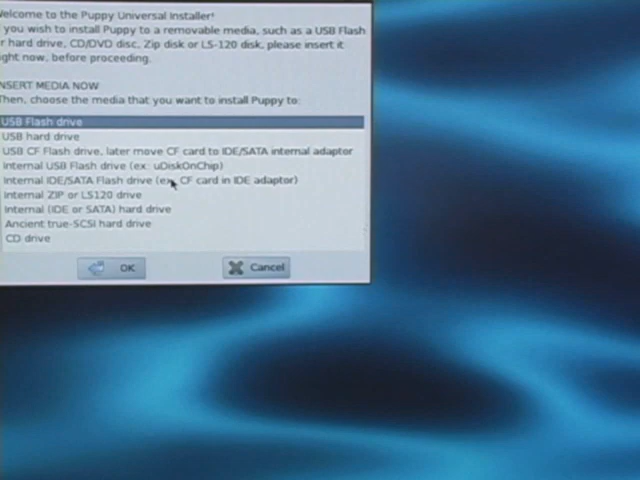 elcome to the Puppy Universal Installer!
you wish to install Puppy to a removable media, such as a USB Flash
r hard drive, CD/DVD disc, Zip disk or LS-120 disk, please insert it
ght now, before proceeding.
NSERT MEDIA NOW
Then, choose the media that you want to install Puppy to:
USB Flash drive
USB hard drive
USB CF Flash drive, later move CF card to IDE/SATA internal adaptor
Internal USB Flash drive (ex: uDiskOnChip)
Internal IDE/SATA Flash drive (ex: CF card in IDE adaptor)
Internal ZIP or LS120 drive
Internal (IDE or SATA) hard drive
Ancient true-SCSI hard drive
CD drive
OK
Cancel